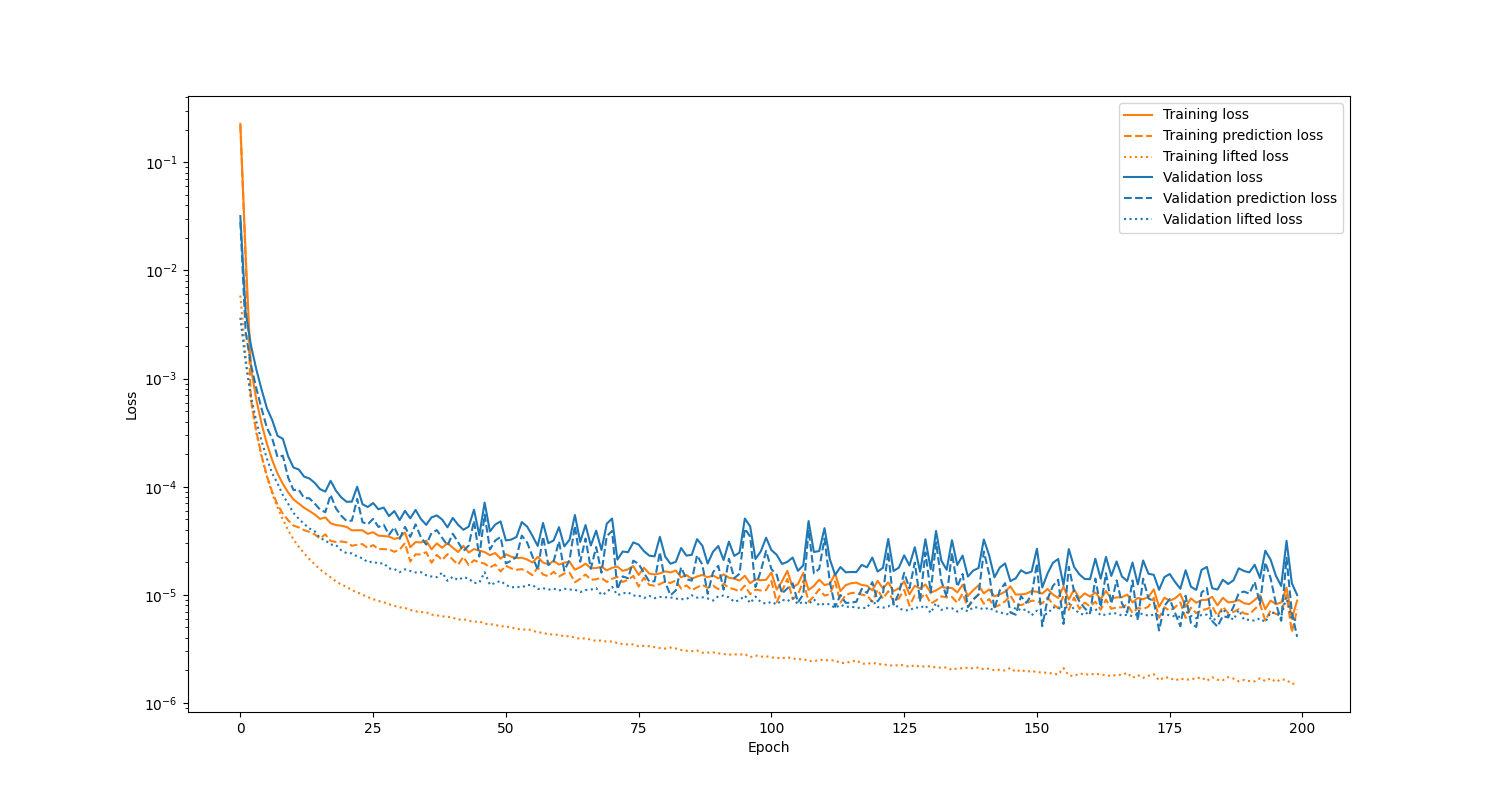 Training loss
Training prediction loss
Training lifted loss
Validation loss
Validation prediction loss
Validation lifted loss
Loss
10⁻¹
10⁻²
10⁻³
10⁻⁴
10⁻⁵
10⁻⁶
0 25 50 75 100 125 150 175 200
Epoch